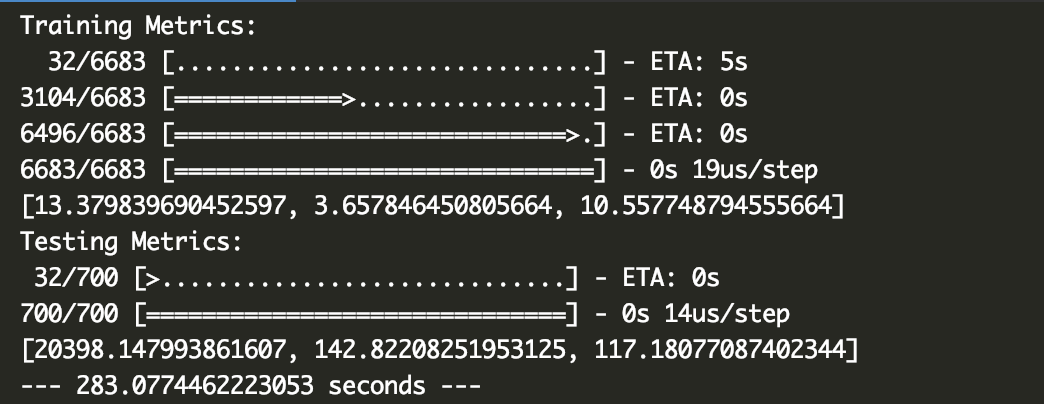 Training Metrics:
32/6683 [..............................] - ETA: 5s
3104/6683 [============>.................] - ETA: 0s
6496/6683 [============================>.] - ETA: 0s
6683/6683 [==============================] - 0s 19us/step
[13.379839690452597, 3.657846450805664, 10.557748794555664]
Testing Metrics:
32/700 [>.............................] - ETA: 0s
700/700 [==============================] - 0s 14us/step
[20398.147993861607, 142.82208251953125, 117.18077087402344]
--- 283.0774462223053 seconds ---